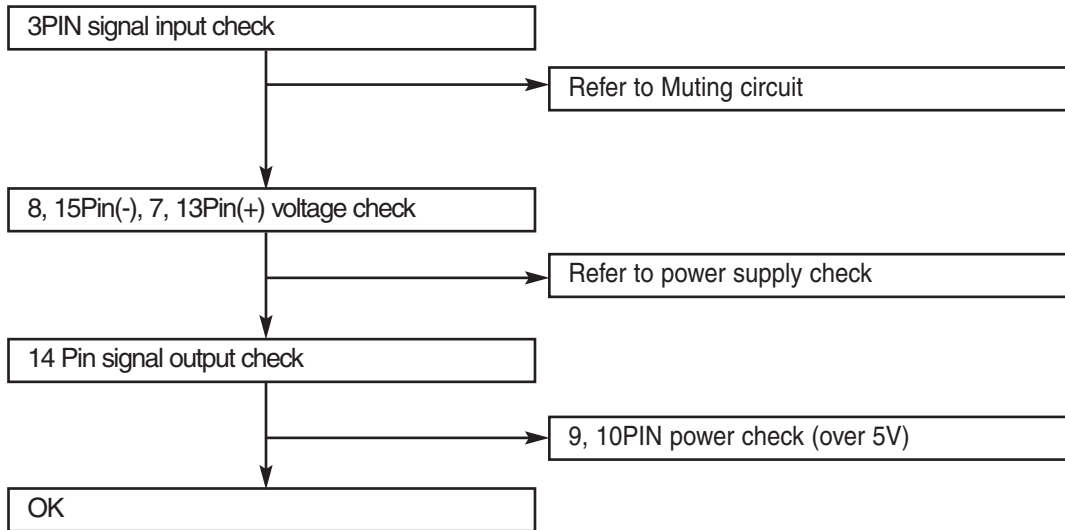 3PIN signal input check
Refer to Muting circuit
8, 15Pin(-), 7, 13Pin(+) voltage check
Refer to power supply check
14 Pin signal output check
9, 10PIN power check (over 5V)
OK